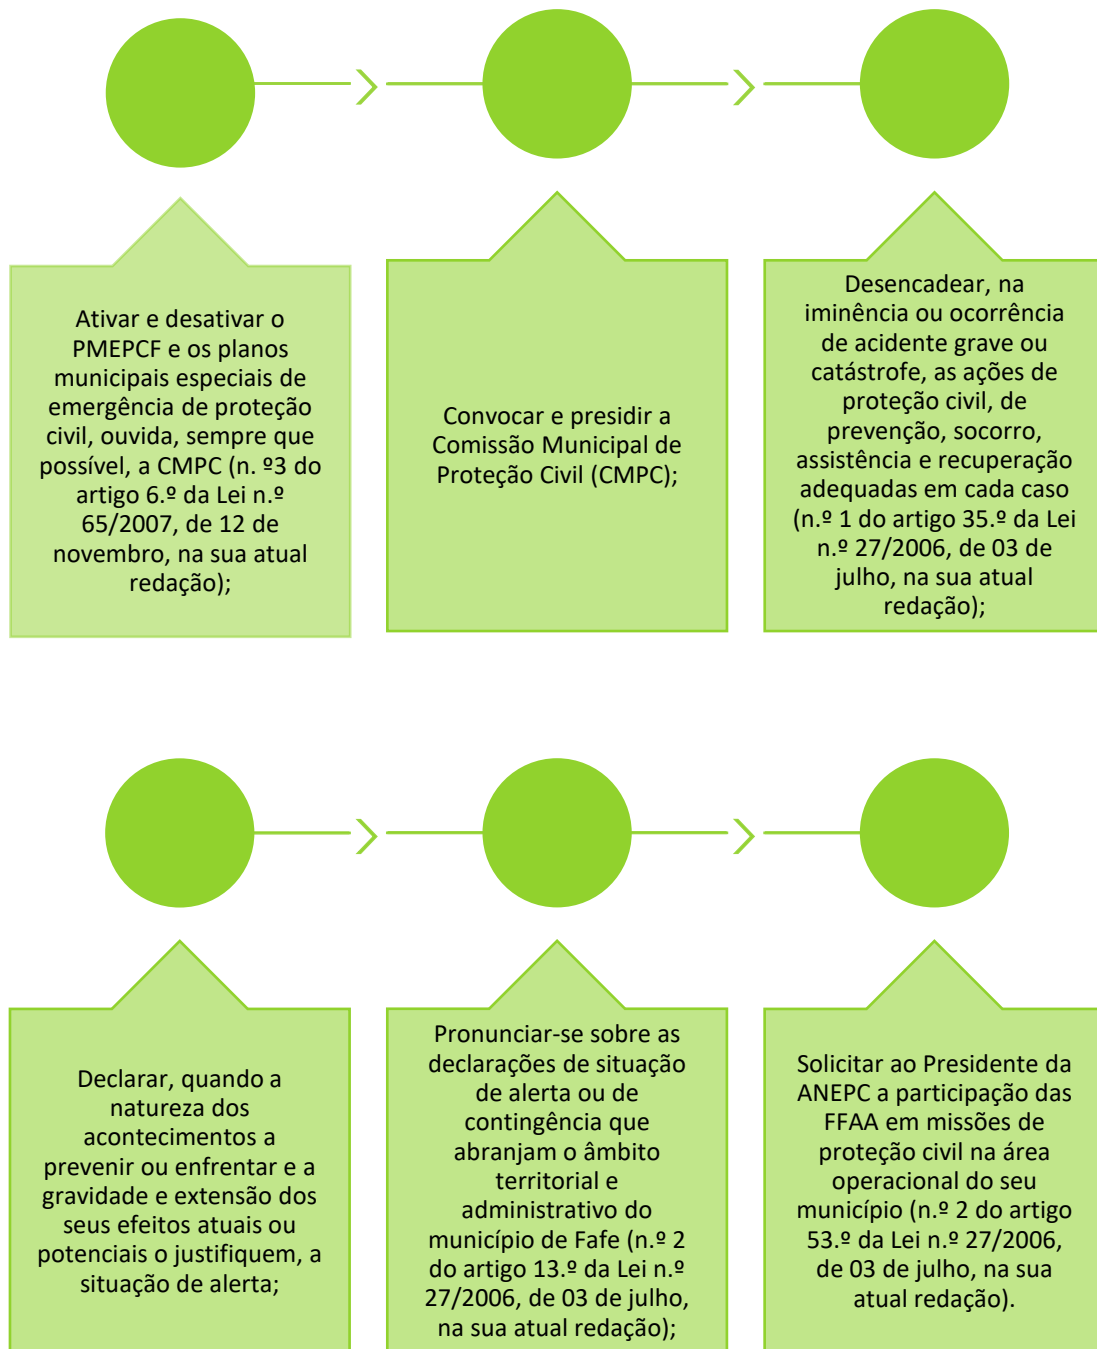 Ativar e desativar o
PMEPCF e os planos
municipais especiais de
emergência de proteção
civil, ouvida, sempre que
possível, a CMPC (n. º3 do
artigo 6.º da Lei n.º
65/2007, de 12 de
novembro, na sua atual
redação);
Convocar e presidir a
Comissão Municipal de
Proteção Civil (CMPC);
Desencadear, na
iminência ou ocorrência
de acidente grave ou
catástrofe, as ações de
proteção civil, de
prevenção, socorro,
assistência e recuperação
adequadas em cada caso
(n.º 1 do artigo 35.º da Lei
n.º 27/2006, de 03 de
julho, na sua atual
redação);
Declarar, quando a
natureza dos
acontecimentos a
prevenir ou enfrentar e a
gravidade e extensão dos
seus efeitos atuais ou
potenciais o justifiquem, a
situação de alerta;
Pronunciar-se sobre as
declarações de situação
de alerta ou de
contingência que
abranjam o âmbito
territorial e
administrativo do
município de Fafe (n.º 2
do artigo 13.º da Lei n.º
27/2006, de 03 de julho,
na sua atual redação);
Solicitar ao Presidente da
ANEPC a participação das
FFAA em missões de
proteção civil na área
operacional do seu
município (n.º 2 do artigo
53.º da Lei n.º 27/2006,
de 03 de julho, na sua
atual redação).